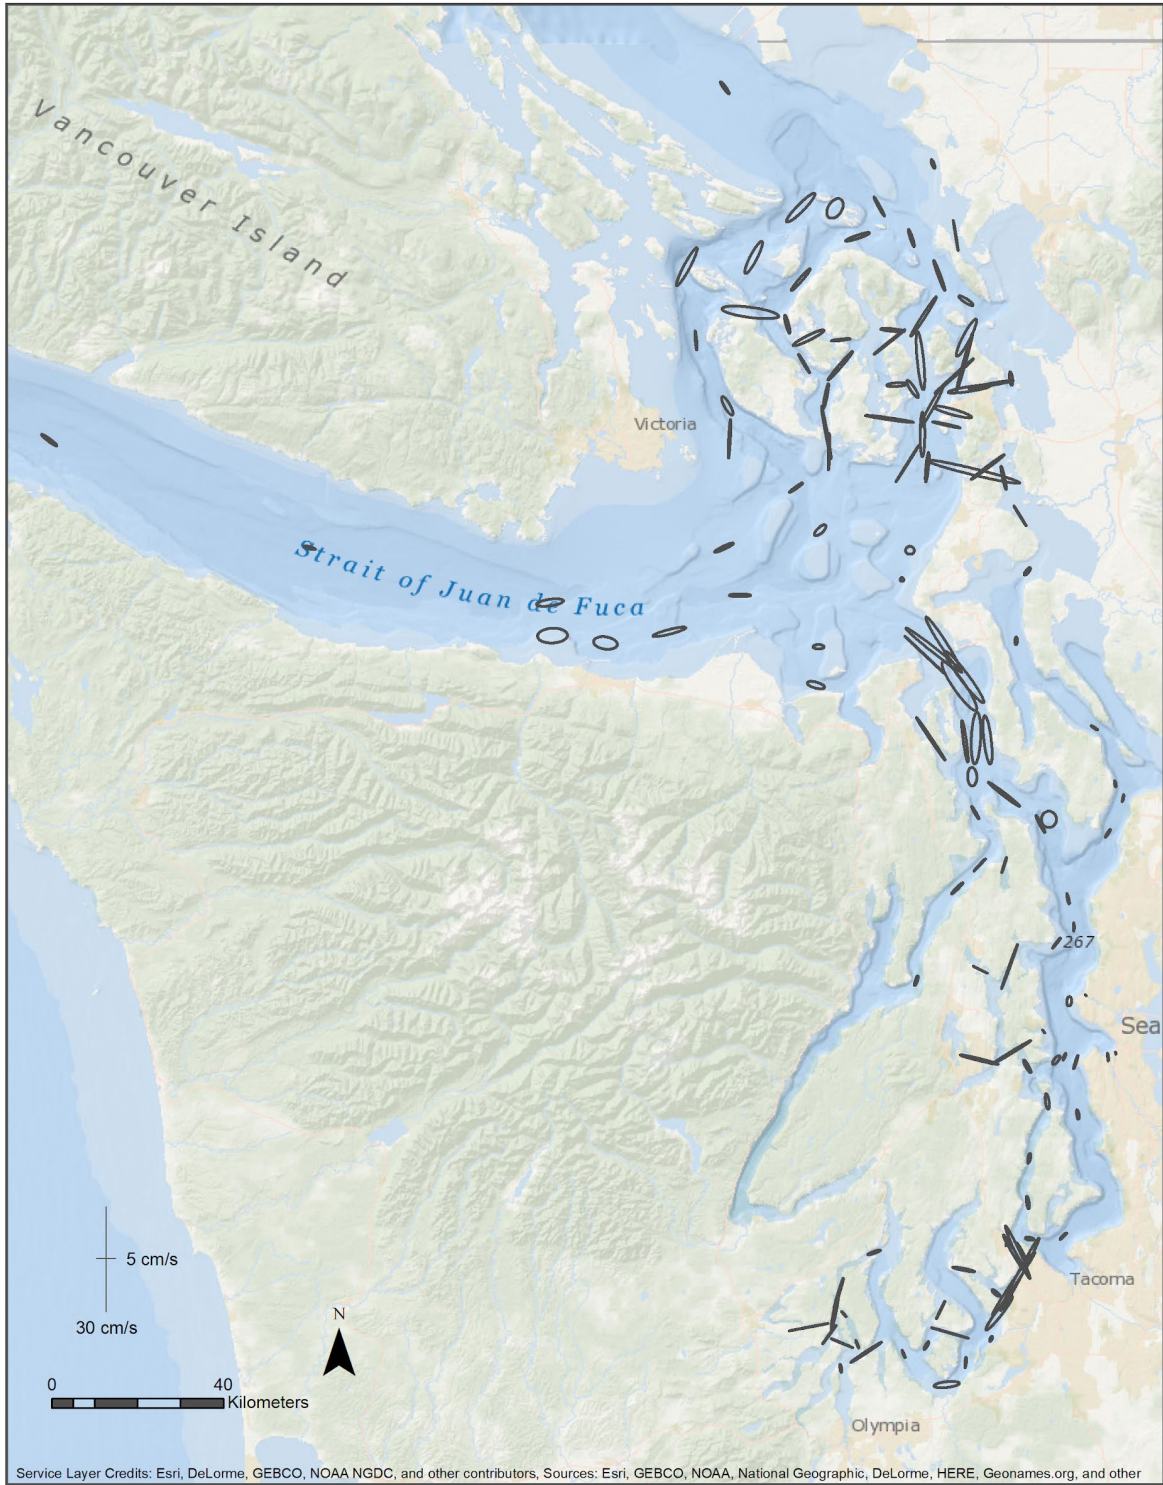 Vancouver Island
Victoria
Strait of Juan de Fuca
267
Sea
5 cm/s
Tacoma
30 cm/s
N
0 40
Kilometers
Olympia
Service Layer Credits: Esri, DeLorme, GEBCO, NOAA NGDC, and other contributors, Sources: Esri, GEBCO, NOAA, National Geographic, DeLorme, HERE, Geonames.org, and other